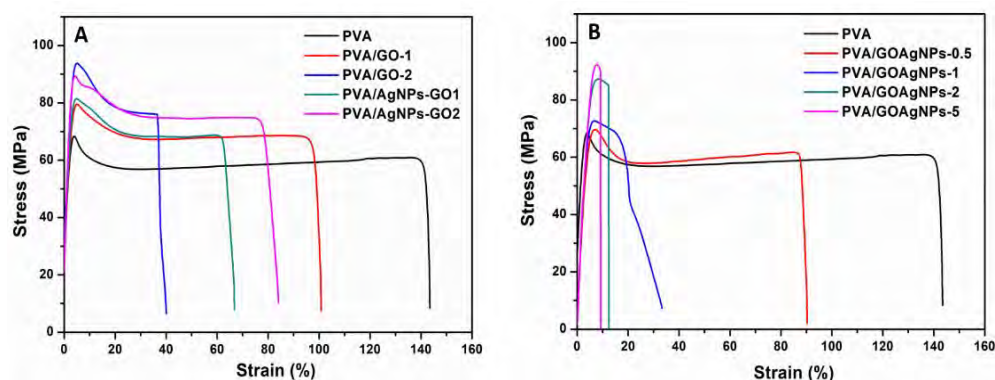 A
PVA
PVA/GO-1
PVA/GO-2
PVA/AgNPs-GO1
PVA/AgNPs-GO2
Stress (MPa)
100
80
60
40
20
0
0 20 40 60 80 100 120 140
Strain (%)
B
PVA
PVA/GOAgNPs-0.5
PVA/GOAgNPs-1
PVA/GOAgNPs-2
PVA/GOAgNPs-5
Stress (MPa)
100
80
60
40
20
0
0 20 40 60 80 100 120 140
Strain (%)